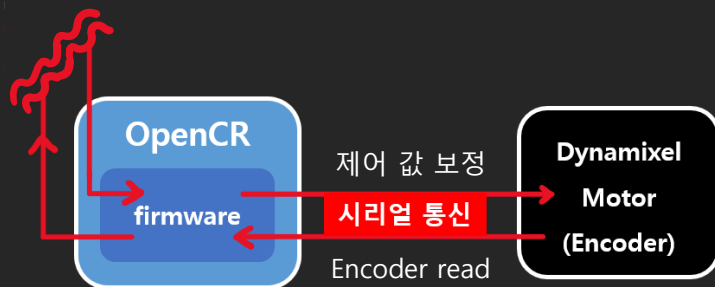 OpenCR
firmware
제어 값 보정
시리얼 통신
Encoder read
Dynamixel
Motor
(Encoder)